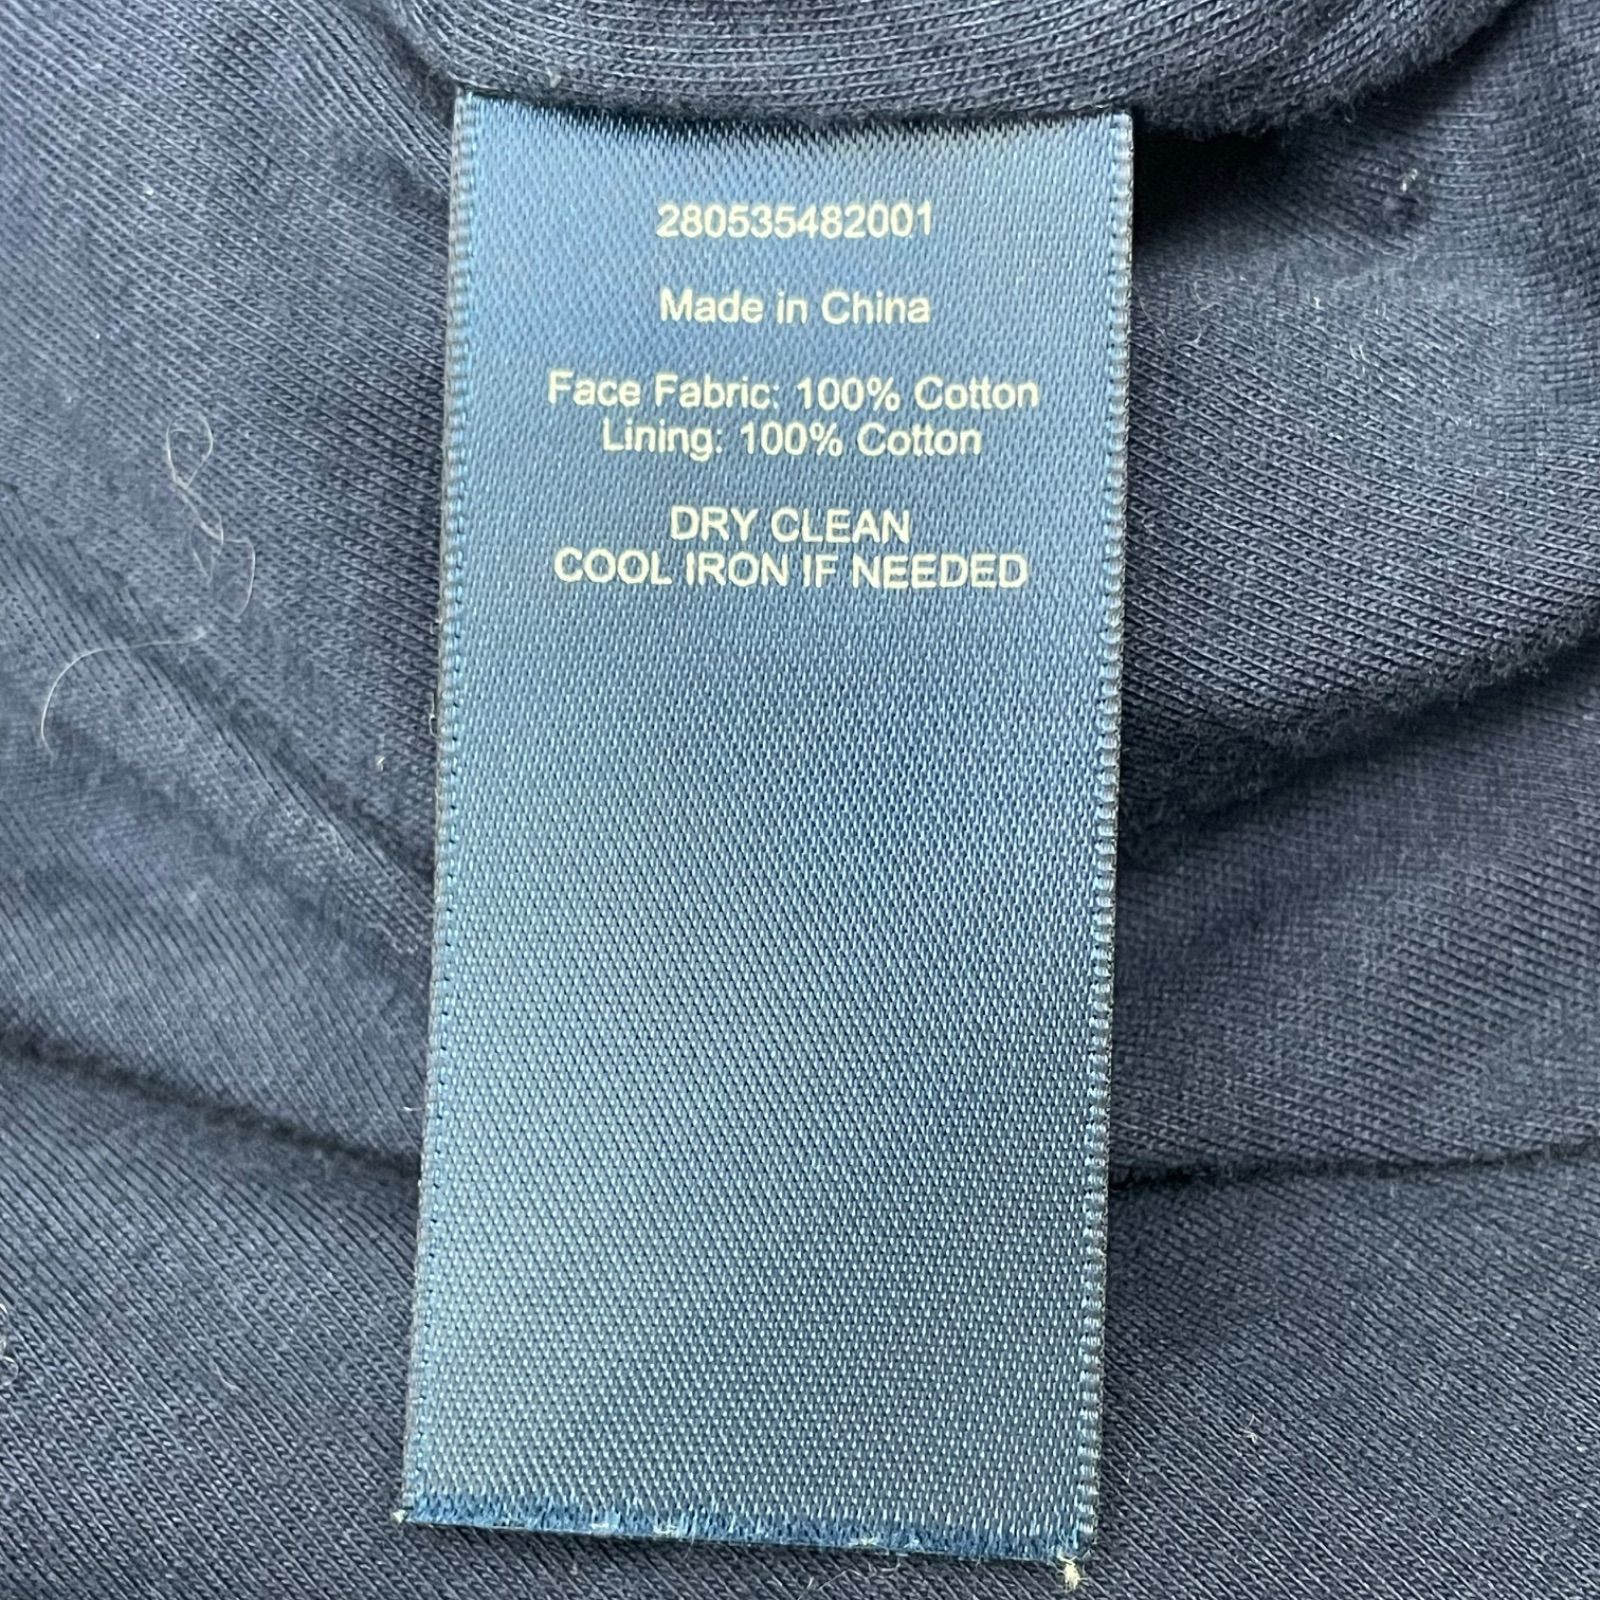 280535482001
Made in China
Face Fabric: 100% Cotton
Lining: 100% Cotton
DRY CLEAN
COOL IRON IF NEEDED